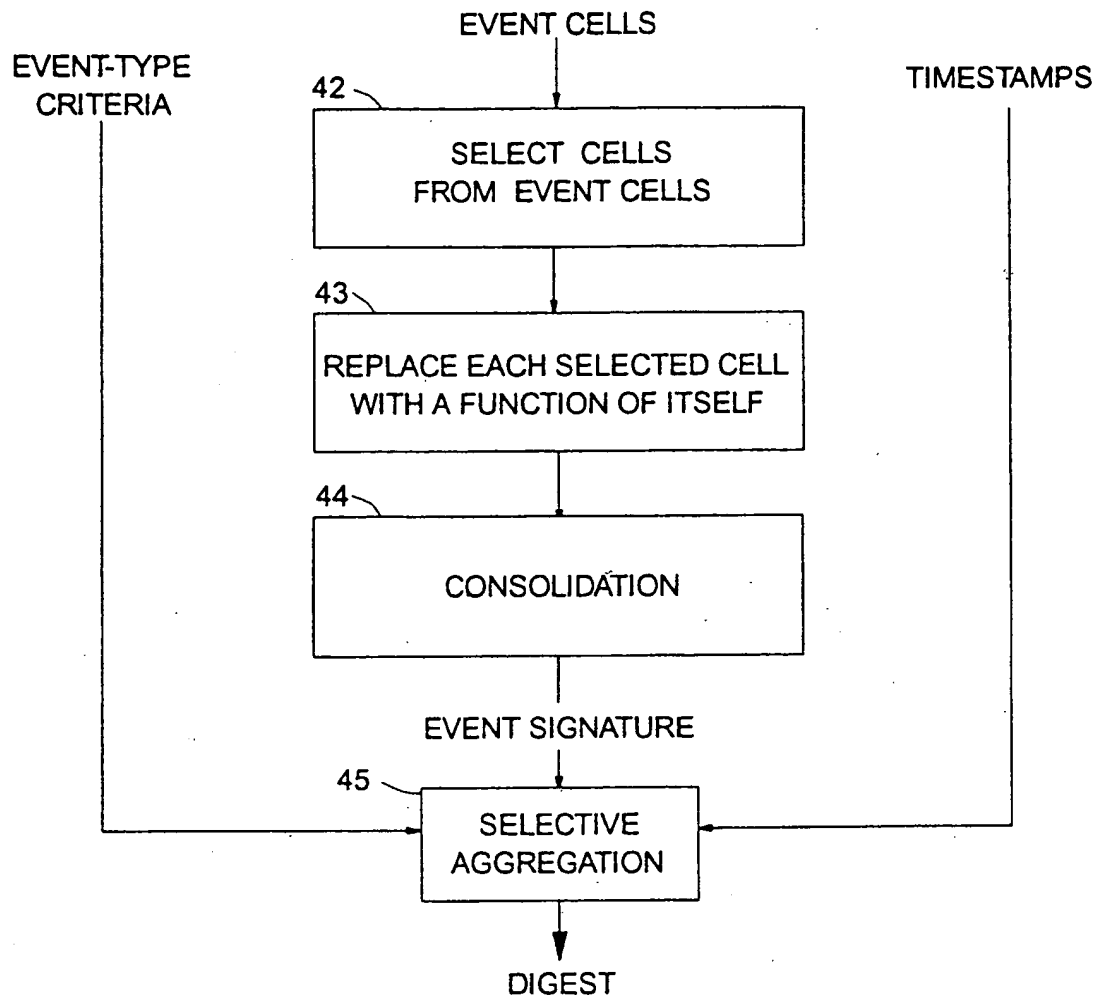 EVENT CELLS
EVENT-TYPE
CRITERIA
TIMESTAMPS
42
SELECT CELLS
FROM EVENT CELLS
43
REPLACE EACH SELECTED CELL
WITH A FUNCTION OF ITSELF
44
CONSOLIDATION
EVENT SIGNATURE
45
SELECTIVE
AGGREGATION
DIGEST